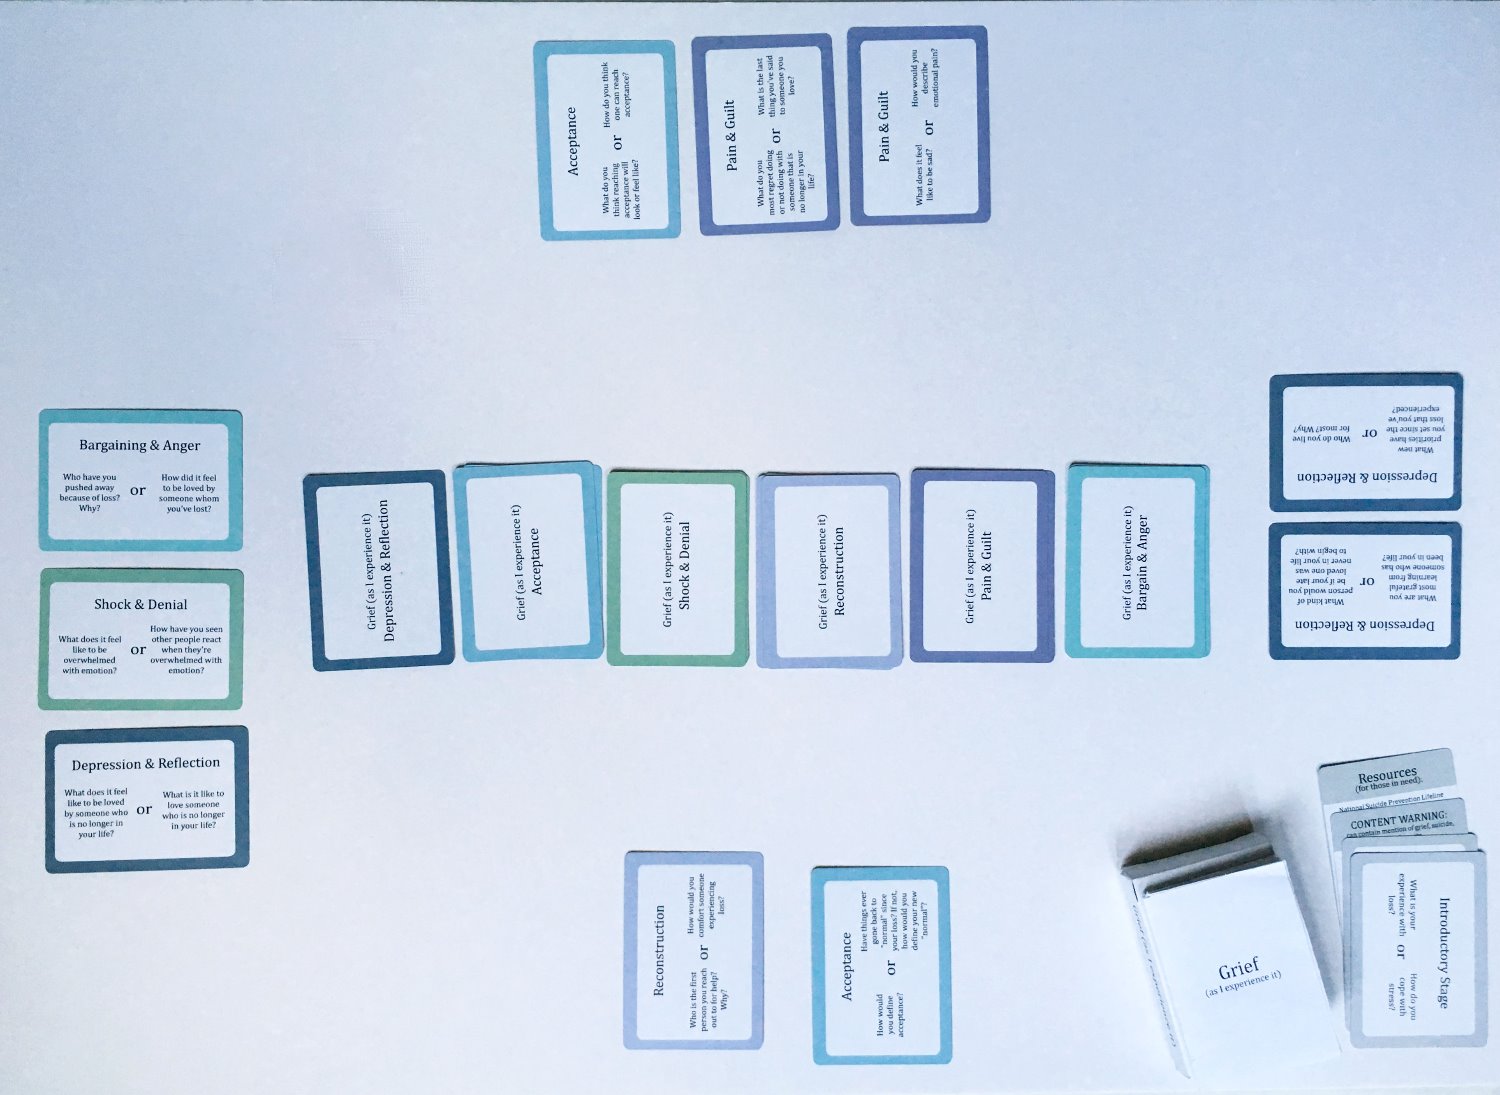 Acceptance
What do you
think reaching
acceptance will
look or feel like?
or
How do you think
one can reach
acceptance?
Pain & Guilt
What do you
most regret doing
or not doing with
someone that is
no longer in your
life?
or
What is the last
thing you've said
to someone you
love?
Pain & Guilt
What does it feel
like to be sad?
or
How would you
describe
emotional pain?
Bargaining & Anger
Who have you
pushed away
because of loss?
Why?
or
How did it feel
to be loved by
someone whom
you've lost?
Shock & Denial
What does it feel
like to be
overwhelmed
with emotion?
or
How have you seen
other people react
when they're
overwhelmed with
emotion?
Depression & Reflection
What does it feel
like to be loved
by someone who
is no longer in
your life?
or
What is it like to
love someone
who is no longer
in your life?
Grief (as I experience it)
Depression & Reflection
Grief (as I experience it)
Acceptance
Grief (as I experience it)
Shock & Denial
Grief (as I experience it)
Reconstruction
Grief (as I experience it)
Pain & Guilt
Grief (as I experience it)
Bargain & Anger
Depression & Reflection
What new
priorities have
you set since the
loss that you've
experienced?
or
Who do you live
for most? Why?
Depression & Reflection
What are you
most grateful
learning from
someone who has
been in your life?
or
What kind of
person would you
be if your late
loved one was
never in your life
to begin with?
Reconstruction
Who is the first
person you reach
out to for help?
Why?
or
How would you
comfort someone
experiencing
loss?
Acceptance
How would
you define
acceptance?
or
Have things ever
gone back to
"normal" since
your loss? If not,
how would you
define your new
"normal"?
Resources
(for those in need).
National Suicide Prevention Lifeline
CONTENT WARNING:
can contain mention of grief, suicide,
Introductory Stage
What is your
experience with
loss?
or
How do you
cope with
stress?
Grief
(as I experience it)